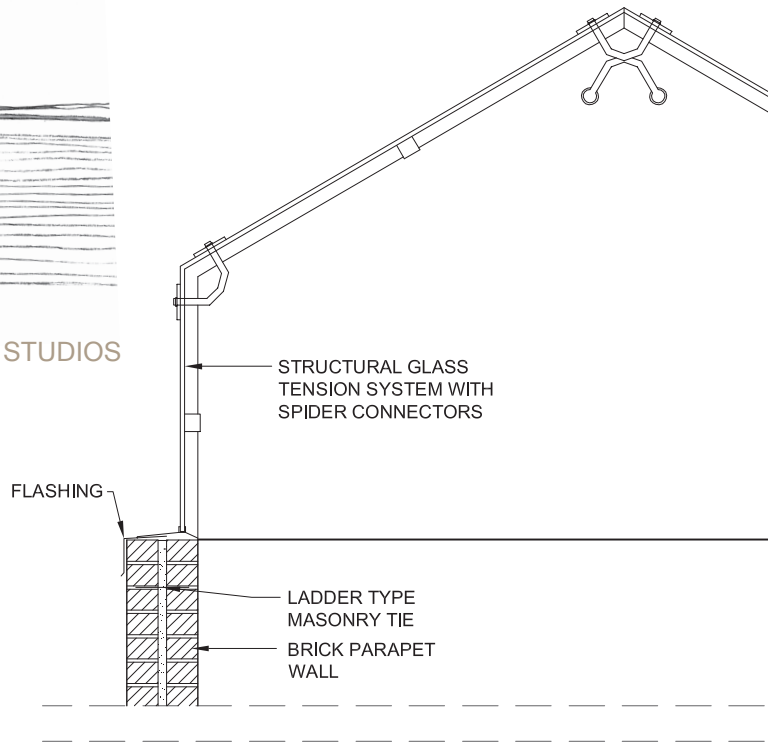 STUDIOS
STRUCTURAL GLASS
TENSION SYSTEM WITH
SPIDER CONNECTORS
FLASHING
LADDER TYPE
MASONRY TIE
BRICK PARAPET
WALL